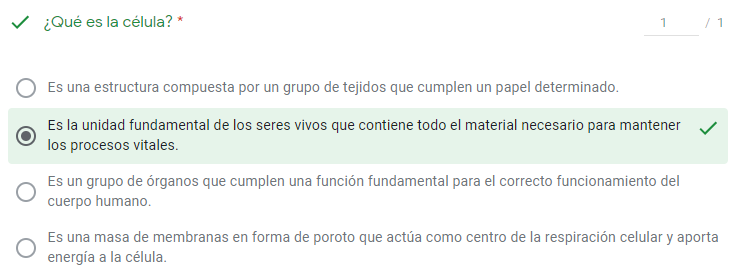 ¿Qué es la célula? *
1 / 1
Es una estructura compuesta por un grupo de tejidos que cumplen un papel determinado.
Es la unidad fundamental de los seres vivos que contiene todo el material necesario para mantener
los procesos vitales.
Es un grupo de órganos que cumplen una función fundamental para el correcto funcionamiento del
cuerpo humano.
Es una masa de membranas en forma de poroto que actúa como centro de la respiración celular y aporta
energía a la célula.